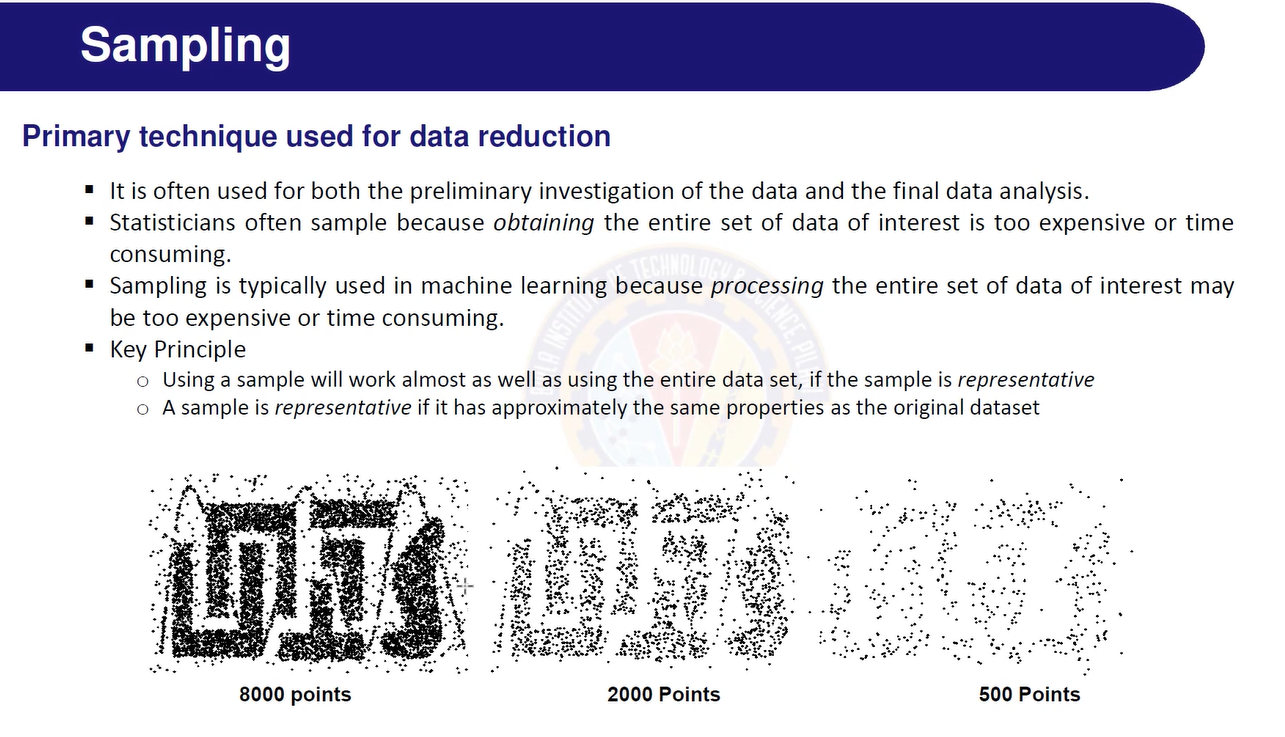 Sampling
Primary technique used for data reduction
▪ It is often used for both the preliminary investigation of the data and the final data analysis.
▪ Statisticians often sample because obtaining the entire set of data of interest is too expensive or time
consuming.
▪ Sampling is typically used in machine learning because processing the entire set of data of interest may
be too expensive or time consuming.
▪ Key Principle
○ Using a sample will work almost as well as using the entire data set, if the sample is representative
○ A sample is representative if it has approximately the same properties as the original dataset
8000 points
2000 Points
500 Points